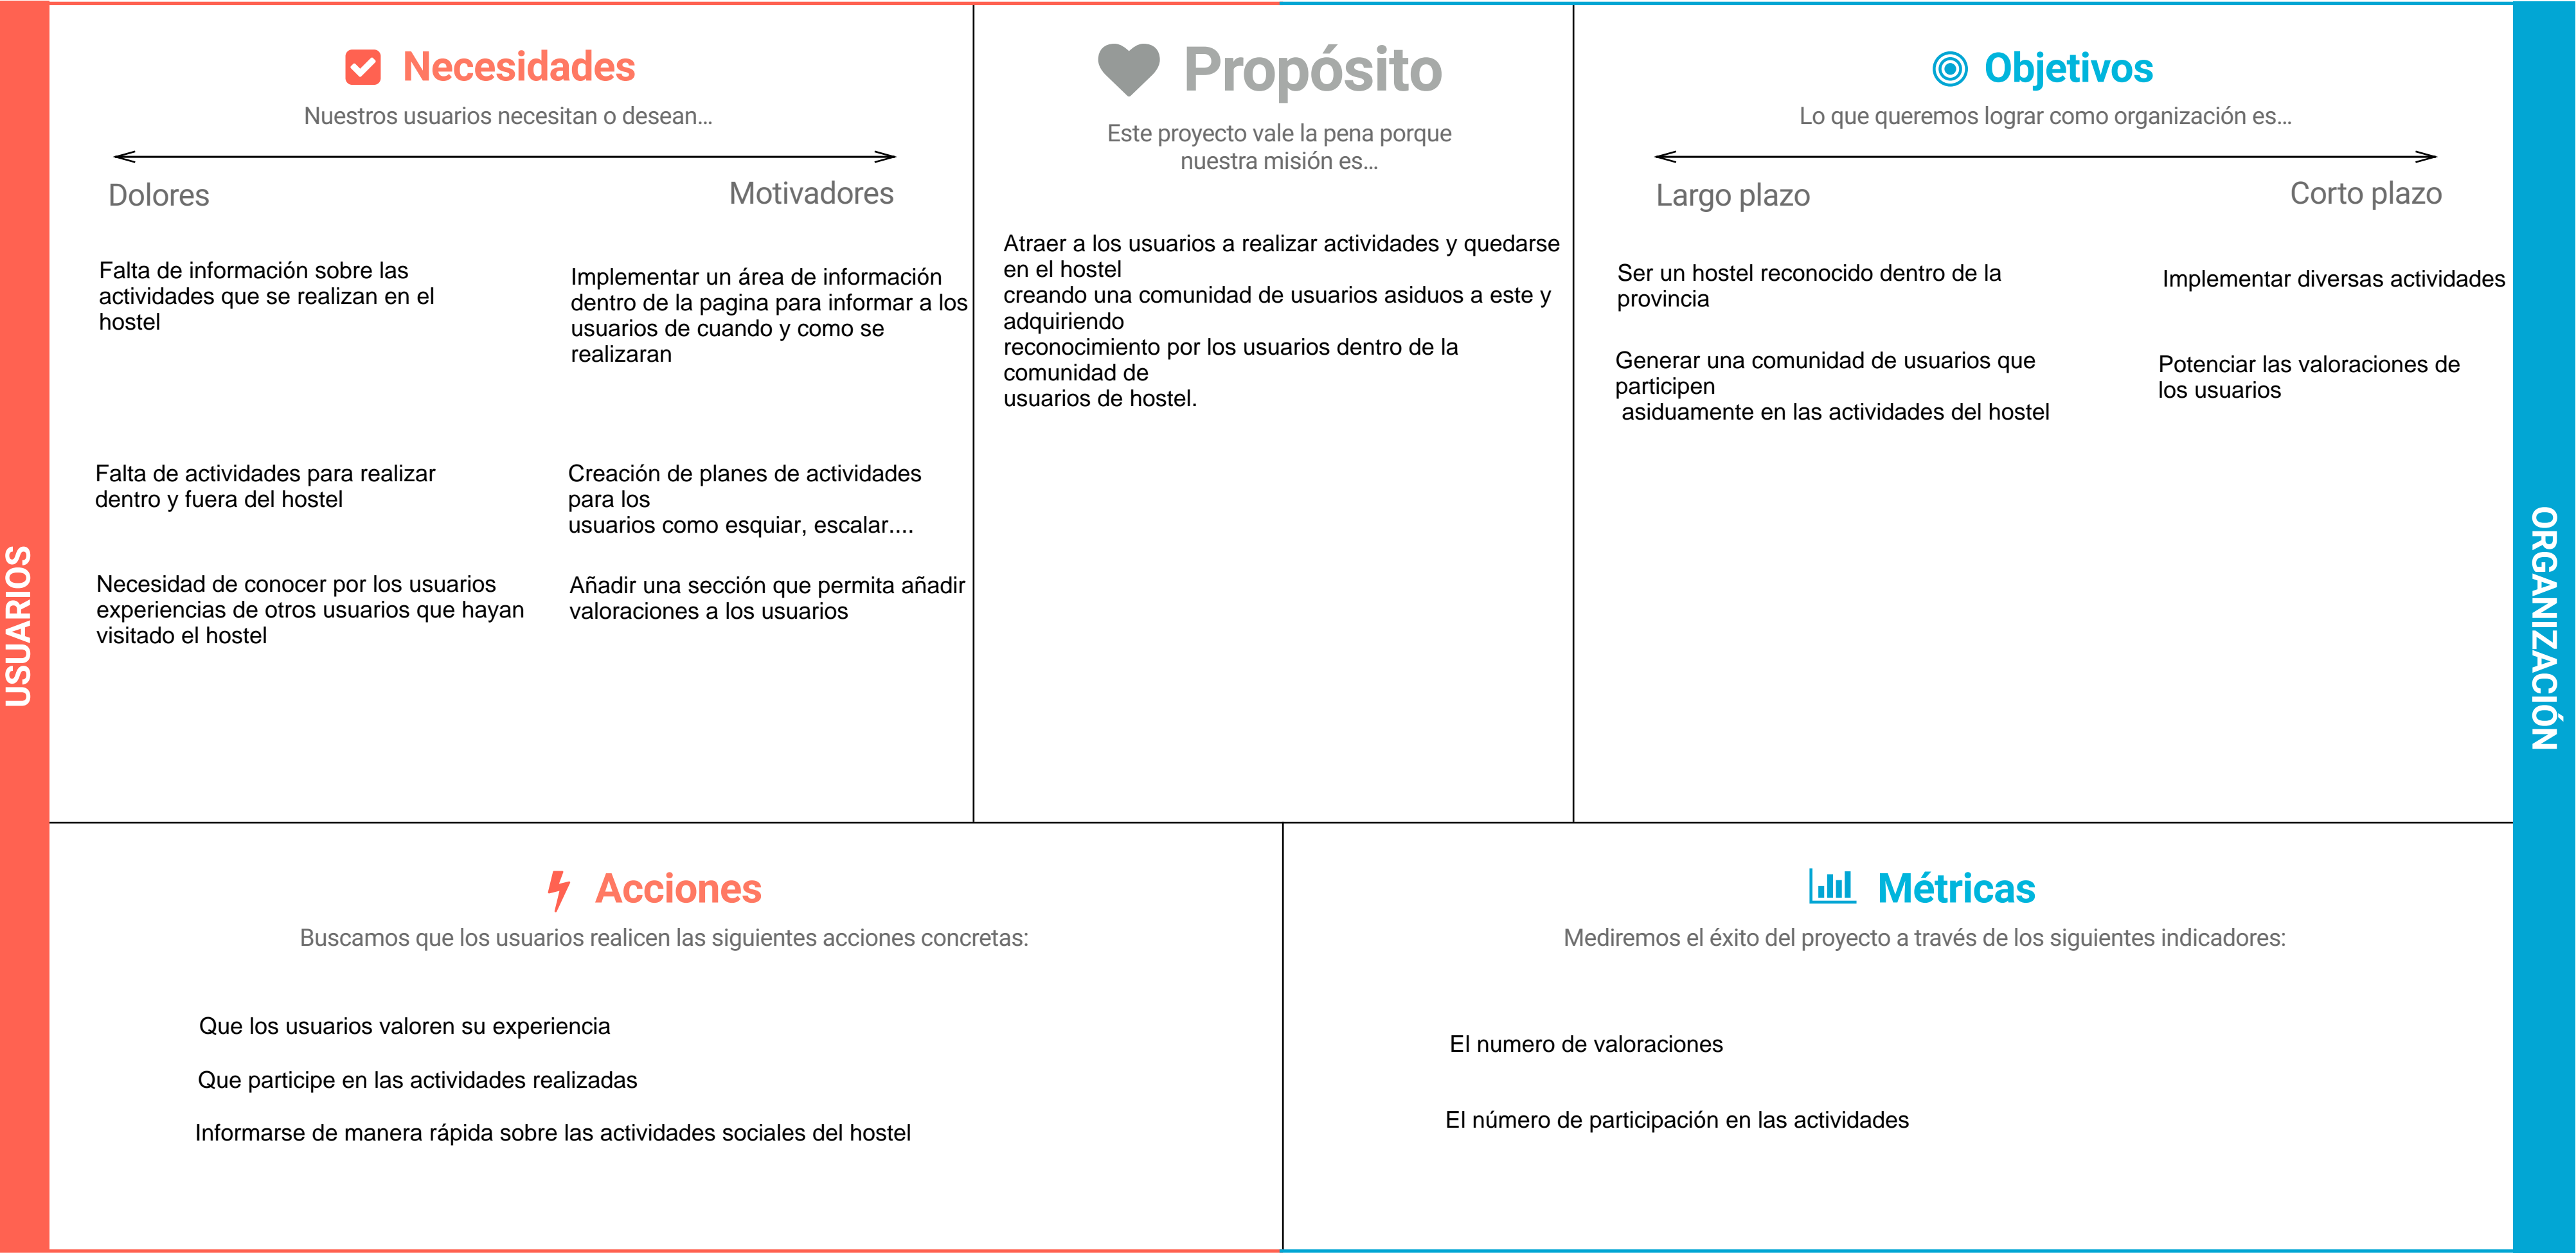 USUARIOS
Necesidades
Nuestros usuarios necesitan o desean...
Dolores
Motivadores
Falta de información sobre las
actividades que se realizan en el
hostel
Implementar un área de información
dentro de la pagina para informar a los
usuarios de cuando y como se
realizaran
Falta de actividades para realizar
dentro y fuera del hostel
Creación de planes de actividades
para los
usuarios como esquiar, escalar....
Necesidad de conocer por los usuarios
experiencias de otros usuarios que hayan
visitado el hostel
Añadir una sección que permita añadir
valoraciones a los usuarios
Propósito
Este proyecto vale la pena porque
nuestra misión es...
Atraer a los usuarios a realizar actividades y quedarse
en el hostel
creando una comunidad de usuarios asiduos a este y
adquiriendo
reconocimiento por los usuarios dentro de la
comunidad de
usuarios de hostel.
Objetivos
Lo que queremos lograr como organización es...
Largo plazo
Corto plazo
Ser un hostel reconocido dentro de la
provincia
Implementar diversas actividades
Generar una comunidad de usuarios que
participen
asiduamente en las actividades del hostel
Potenciar las valoraciones de
los usuarios
ORGANIZACIÓN
Acciones
Buscamos que los usuarios realicen las siguientes acciones concretas:
Que los usuarios valoren su experiencia
Que participe en las actividades realizadas
Informarse de manera rápida sobre las actividades sociales del hostel
Métricas
Mediremos el éxito del proyecto a través de los siguientes indicadores:
El numero de valoraciones
El número de participación en las actividades